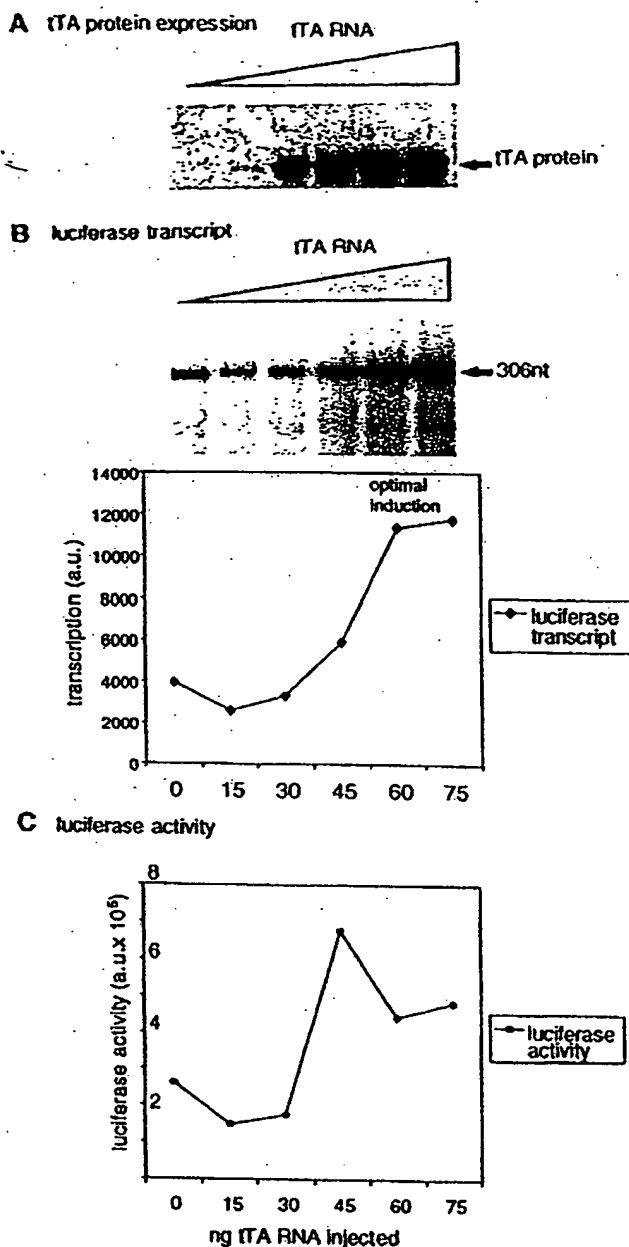 A tTA protein expression
tTA RNA
tTA protein
B luciferase transcript
tTA RNA
306nt
14000
12000
10000
8000
6000
4000
2000
0
transcription (a.u.)
optimal
induction
luciferase
transcript
0 15 30 45 60 75
C luciferase activity
8
6
4
2
luciferase activity (a.u.x 10⁵)
luciferase
activity
0 15 30 45 60 75
ng tTA RNA injected